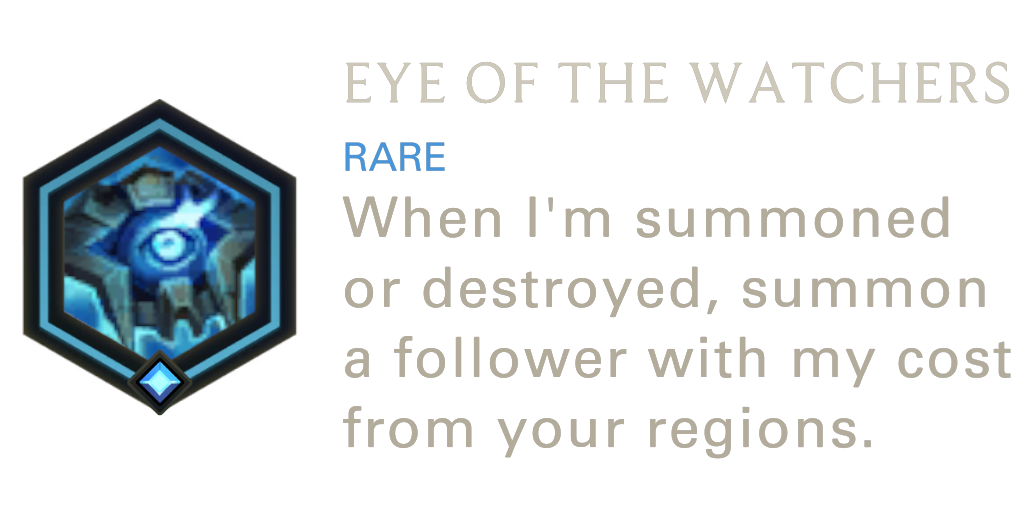 EYE OF THE WATCHERS
RARE
When I'm summoned
or destroyed, summon
a follower with my cost
from your regions.